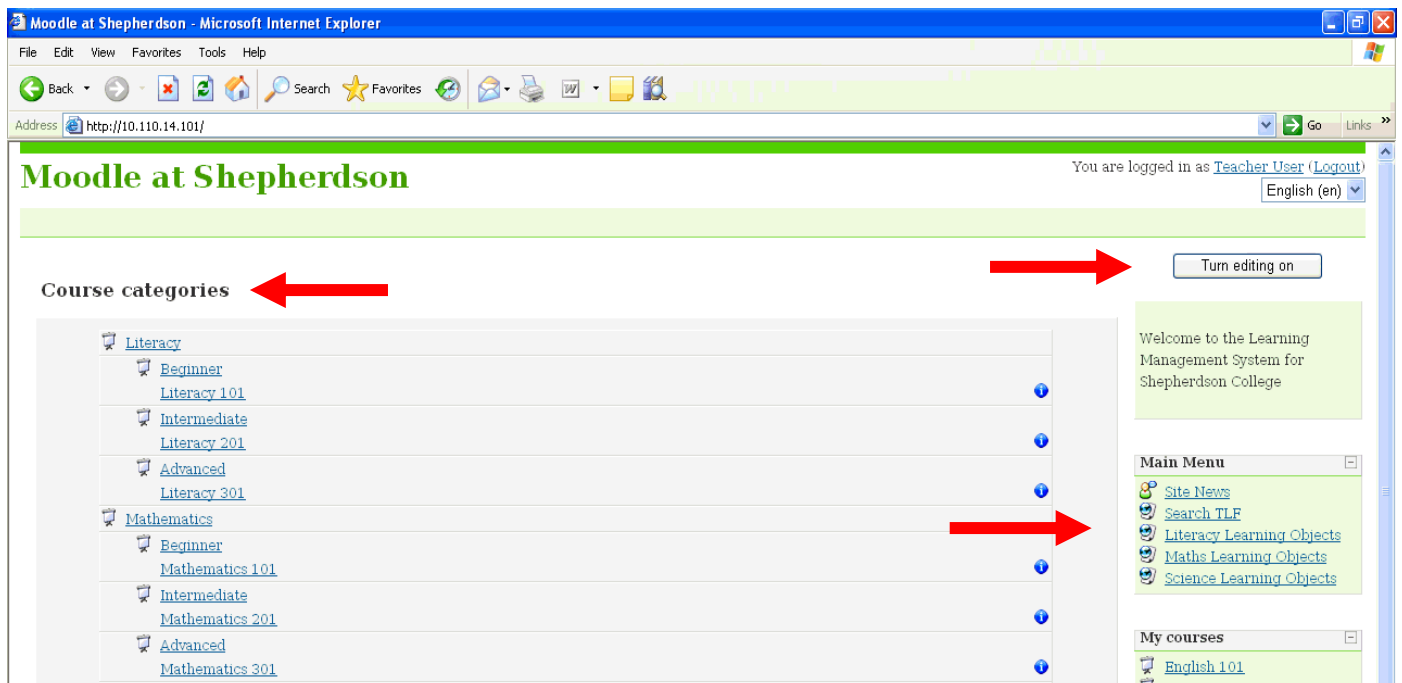 Moodle at Shepherdson - Microsoft Internet Explorer
File Edit View Favorites Tools Help
Back Search Favorites
Address http://10.110.14.101/ Go Links »
Moodle at Shepherdson
You are logged in as Teacher User (Logout)
English (en)
Turn editing on
Course categories
Literacy
Beginner
Literacy 101
Intermediate
Literacy 201
Advanced
Literacy 301
Mathematics
Beginner
Mathematics 101
Intermediate
Mathematics 201
Advanced
Mathematics 301
Welcome to the Learning
Management System for
Shepherdson College
Main Menu
Site News
Search TLF
Literacy Learning Objects
Maths Learning Objects
Science Learning Objects
My courses
English 101